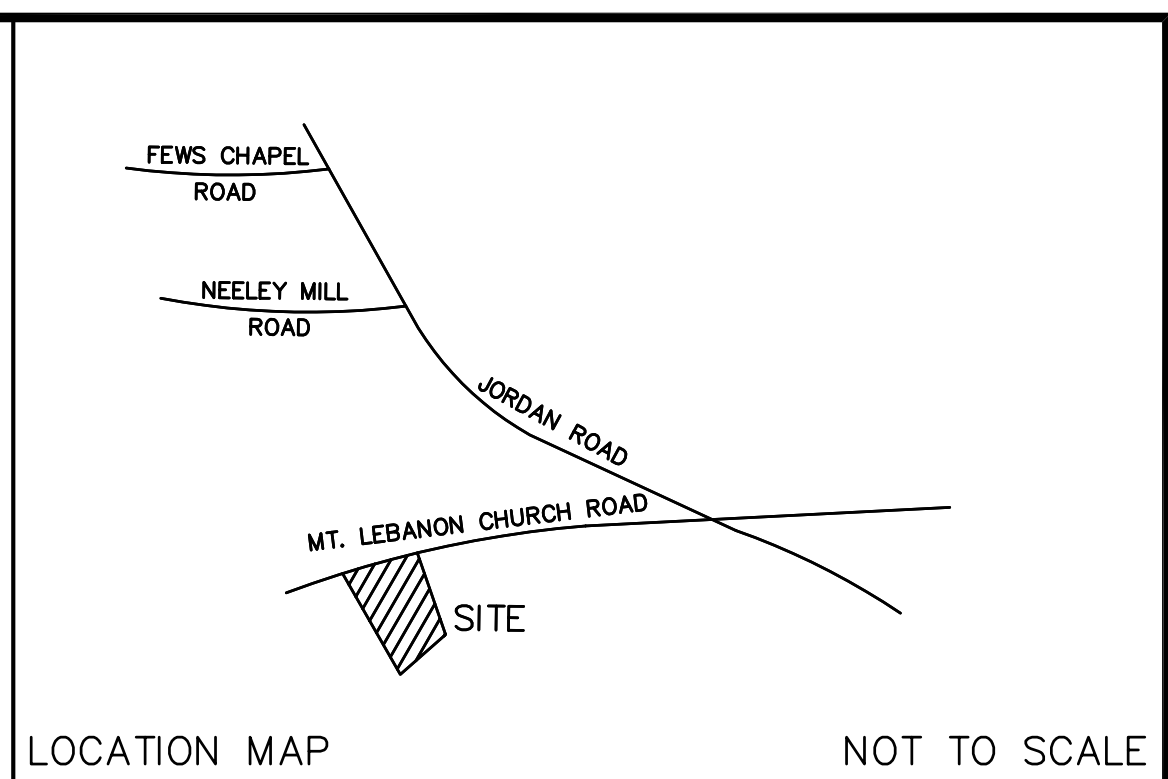 FEWS CHAPEL
ROAD
NEELEY MILL
ROAD
JORDAN ROAD
MT. LEBANON CHURCH ROAD
SITE
LOCATION MAP
NOT TO SCALE